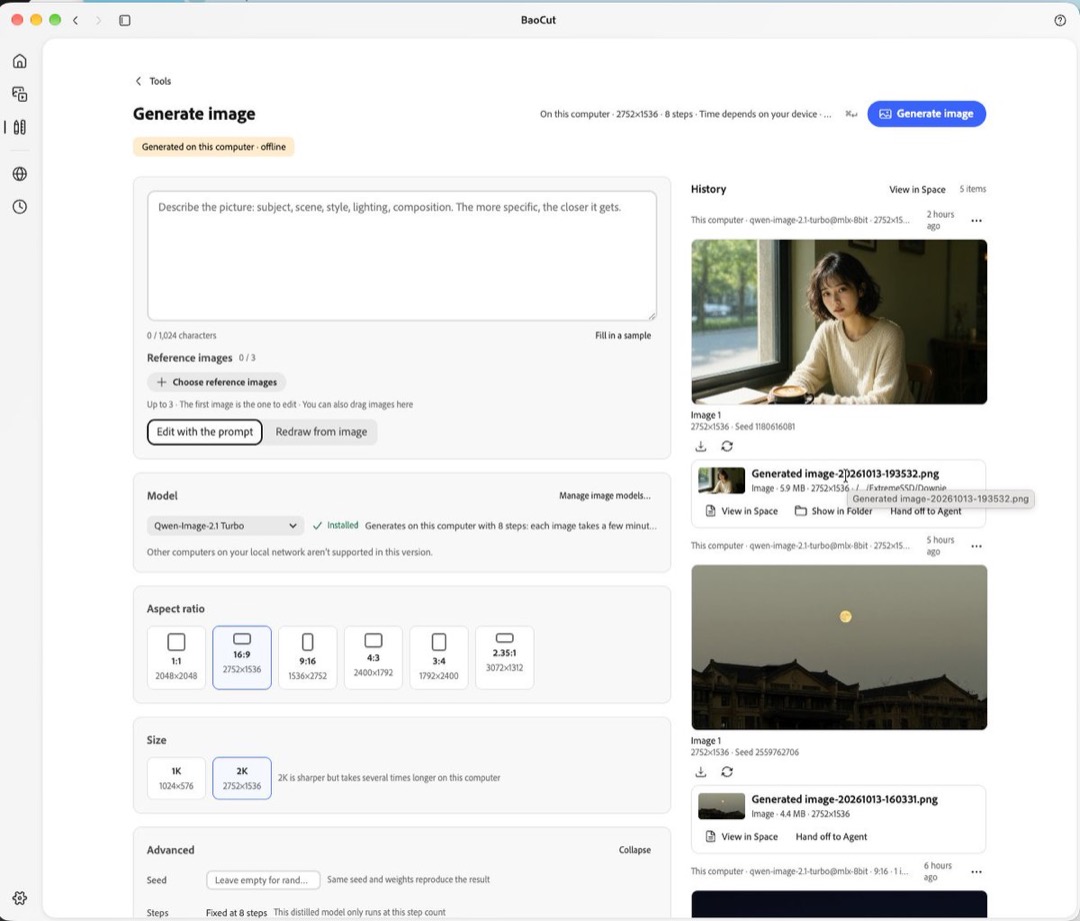 BaoCut
Tools
Generate image
On this computer · 2752×1536 · 8 steps · Time depends on your device · ...
Generate image
Generated on this computer · offline
Describe the picture: subject, scene, style, lighting, composition. The more specific, the closer it gets.
0 / 1,024 characters
Fill in a sample
Reference images 0 / 3
Choose reference images
Up to 3 · The first image is the one to edit · You can also drag images here
Edit with the prompt
Redraw from image
Model
Manage image models...
Qwen-Image-2.1 Turbo
Installed Generates on this computer with 8 steps: each image takes a few minut...
Other computers on your local network aren't supported in this version.
Aspect ratio
1:1
2048×2048
16:9
2752×1536
9:16
1536×2752
4:3
2400×1792
3:4
1792×2400
2.35:1
3072×1312
Size
1K
1024×576
2K
2752×1536
2K is sharper but takes several times longer on this computer
Advanced
Collapse
Seed
Leave empty for rand...
Same seed and weights reproduce the result
Steps
Fixed at 8 steps This distilled model only runs at this step count
History
View in Space
5 items
This computer · qwen-image-2.1-turbo@mlx-8bit · 2752×15...
2 hours
ago
Image 1
2752×1536 · Seed 1180616081
Generated image-20261013-193532.png
Image · 5.9 MB · 2752×1536 · /.../ExtremeSSD/Downie
Generated image-20261013-193532.png
View in Space
Show in Folder
Hand off to Agent
This computer · qwen-image-2.1-turbo@mlx-8bit · 2752×15...
5 hours
ago
Image 1
2752×1536 · Seed 2559762706
Generated image-20261013-160331.png
Image · 4.4 MB · 2752×1536
View in Space
Hand off to Agent
This computer · qwen-image-2.1-turbo@mlx-8bit · 9:16 · 1 i...
6 hours
ago